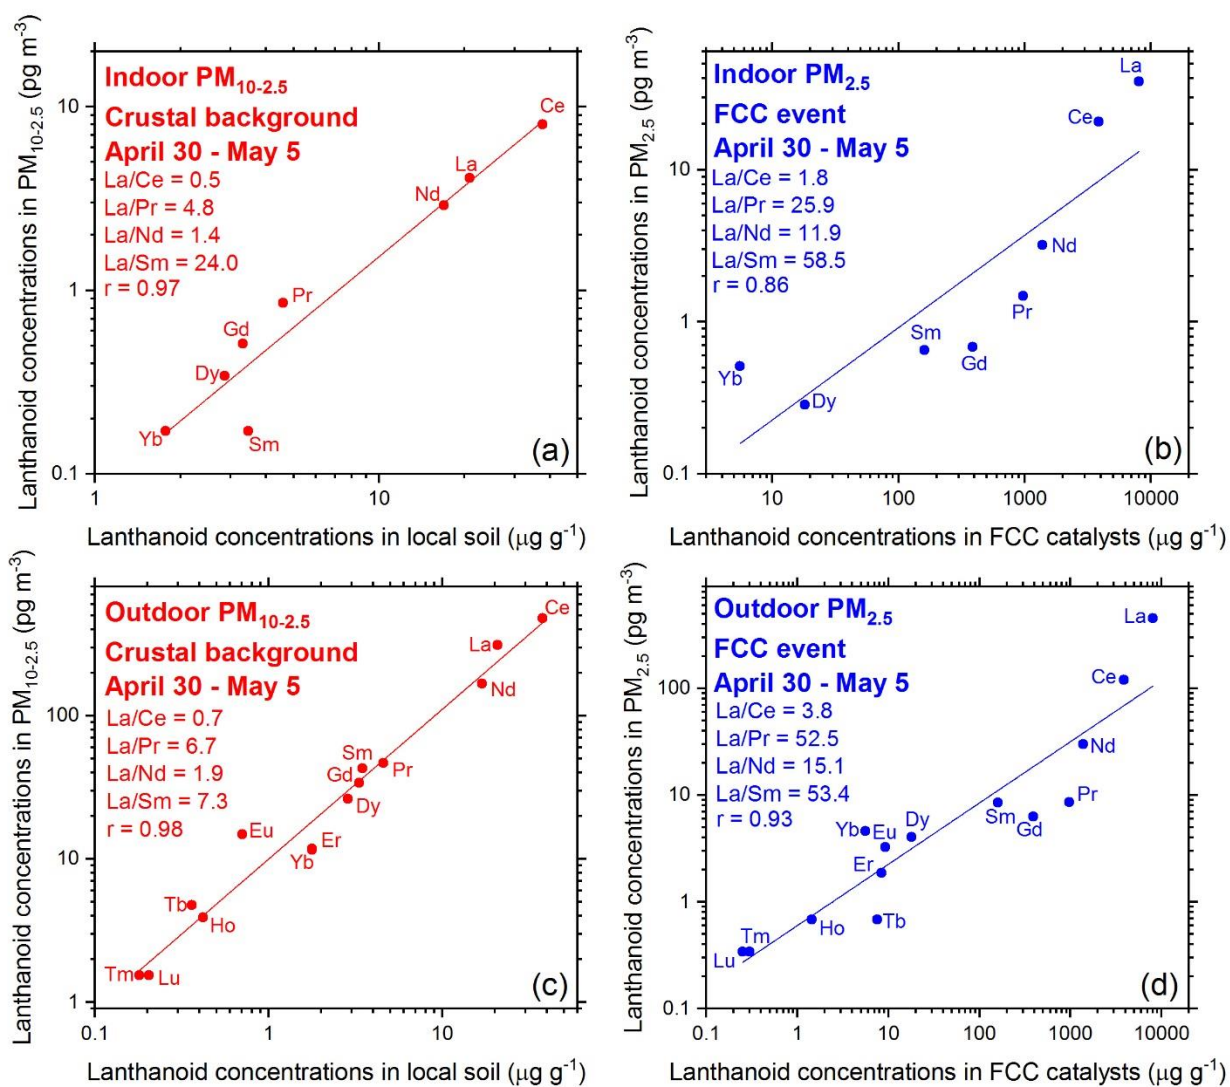 Indoor PM10-2.5
Crustal background
April 30 - May 5
La/Ce = 0.5
La/Pr = 4.8
La/Nd = 1.4
La/Sm = 24.0
r = 0.97
Ce
La
Nd
Pr
Gd
Dy
Yb
Sm
(a)
10
1
0.1
1
10
Lanthanoid concentrations in PM10-2.5 (pg m-3)
Lanthanoid concentrations in local soil (μg g-1)
Indoor PM2.5
FCC event
April 30 - May 5
La/Ce = 1.8
La/Pr = 25.9
La/Nd = 11.9
La/Sm = 58.5
r = 0.86
La
Ce
Nd
Pr
Sm
Gd
Yb
Dy
(b)
10
1
0.1
10
100
1000
10000
Lanthanoid concentrations in PM2.5 (pg m-3)
Lanthanoid concentrations in FCC catalysts (μg g-1)
Outdoor PM10-2.5
Crustal background
April 30 - May 5
La/Ce = 0.7
La/Pr = 6.7
La/Nd = 1.9
La/Sm = 7.3
r = 0.98
Ce
La
Nd
Sm
Gd
Pr
Dy
Eu
Er
Yb
Tb
Ho
Tm
Lu
(c)
100
10
1
0.1
1
10
Lanthanoid concentrations in PM10-2.5 (pg m-3)
Lanthanoid concentrations in local soil (μg g-1)
Outdoor PM2.5
FCC event
April 30 - May 5
La/Ce = 3.8
La/Pr = 52.5
La/Nd = 15.1
La/Sm = 53.4
r = 0.93
La
Ce
Nd
Pr
Sm
Gd
Dy
Yb
Eu
Er
Tb
Ho
Tm
Lu
(d)
100
10
1
0.1
0.1
1
10
100
1000
10000
Lanthanoid concentrations in PM2.5 (pg m-3)
Lanthanoid concentrations in FCC catalysts (μg g-1)